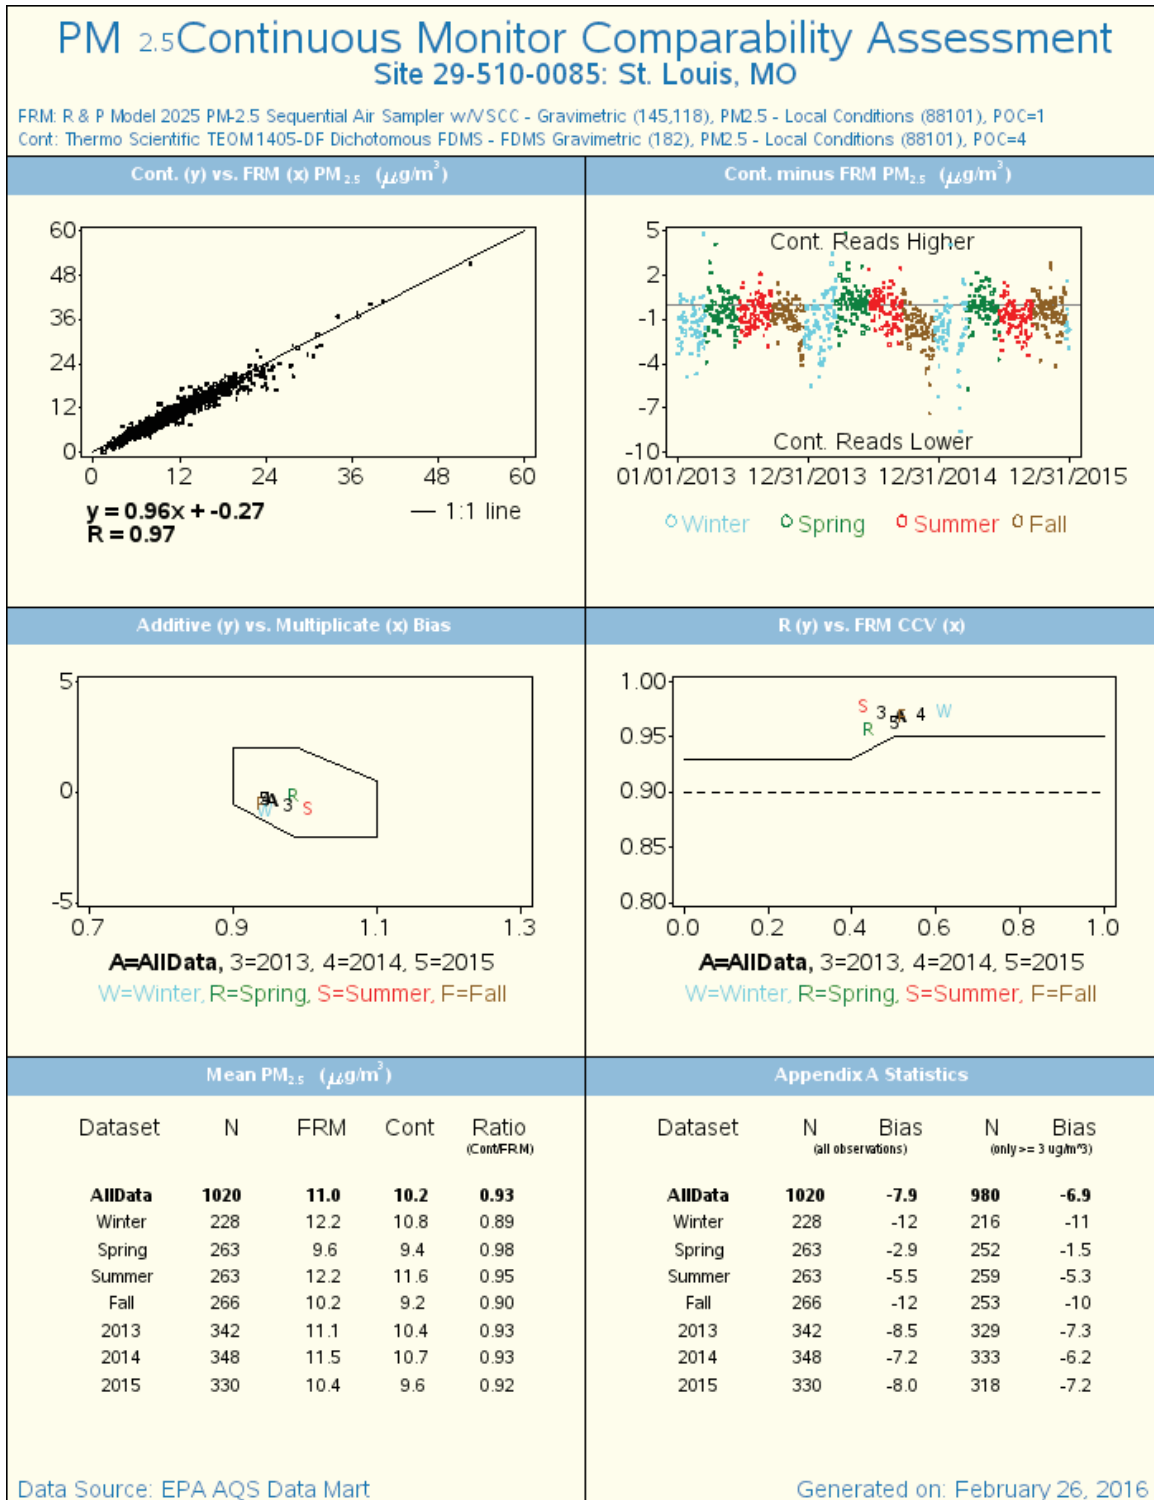 PM 2.5 Continuous Monitor Comparability Assessment
Site 29-510-0085: St. Louis, MO
FRM: R & P Model 2025 PM-2.5 Sequential Air Sampler w/VSCC - Gravimetric (145,118), PM2.5 - Local Conditions (88101), POC=1
Cont: Thermo Scientific TEOM 1405-DF Dichotomous FDMS - FDMS Gravimetric (182), PM2.5 - Local Conditions (88101), POC=4
Cont. (y) vs. FRM (x) PM2.5 (μg/m3)
60
48
36
24
12
0
0 12 24 36 48 60
y = 0.96x + -0.27
R = 0.97
— 1:1 line
Cont. minus FRM PM2.5 (μg/m3)
5
2
-1
-4
-7
-10
Cont. Reads Higher
Cont. Reads Lower
01/01/2013 12/31/2013 12/31/2014 12/31/2015
Winter Spring Summer Fall
Additive (y) vs. Multiplicate (x) Bias
5
0
-5
F W 5 A 3 R S
0.7 0.9 1.1 1.3
A=AllData, 3=2013, 4=2014, 5=2015
W=Winter, R=Spring, S=Summer, F=Fall
R (y) vs. FRM CCV (x)
1.00
0.95
0.90
0.85
0.80
S R 3 5 A 4 W
0.0 0.2 0.4 0.6 0.8 1.0
A=AllData, 3=2013, 4=2014, 5=2015
W=Winter, R=Spring, S=Summer, F=Fall
Mean PM2.5 (μg/m3)
Dataset N FRM Cont Ratio
(Cont/FRM)
AllData 1020 11.0 10.2 0.93
Winter 228 12.2 10.8 0.89
Spring 263 9.6 9.4 0.98
Summer 263 12.2 11.6 0.95
Fall 266 10.2 9.2 0.90
2013 342 11.1 10.4 0.93
2014 348 11.5 10.7 0.93
2015 330 10.4 9.6 0.92
Appendix A Statistics
Dataset N Bias N Bias
(all observations) (only >= 3 ug/m^3)
AllData 1020 -7.9 980 -6.9
Winter 228 -12 216 -11
Spring 263 -2.9 252 -1.5
Summer 263 -5.5 259 -5.3
Fall 266 -12 253 -10
2013 342 -8.5 329 -7.3
2014 348 -7.2 333 -6.2
2015 330 -8.0 318 -7.2
Data Source: EPA AQS Data Mart
Generated on: February 26, 2016